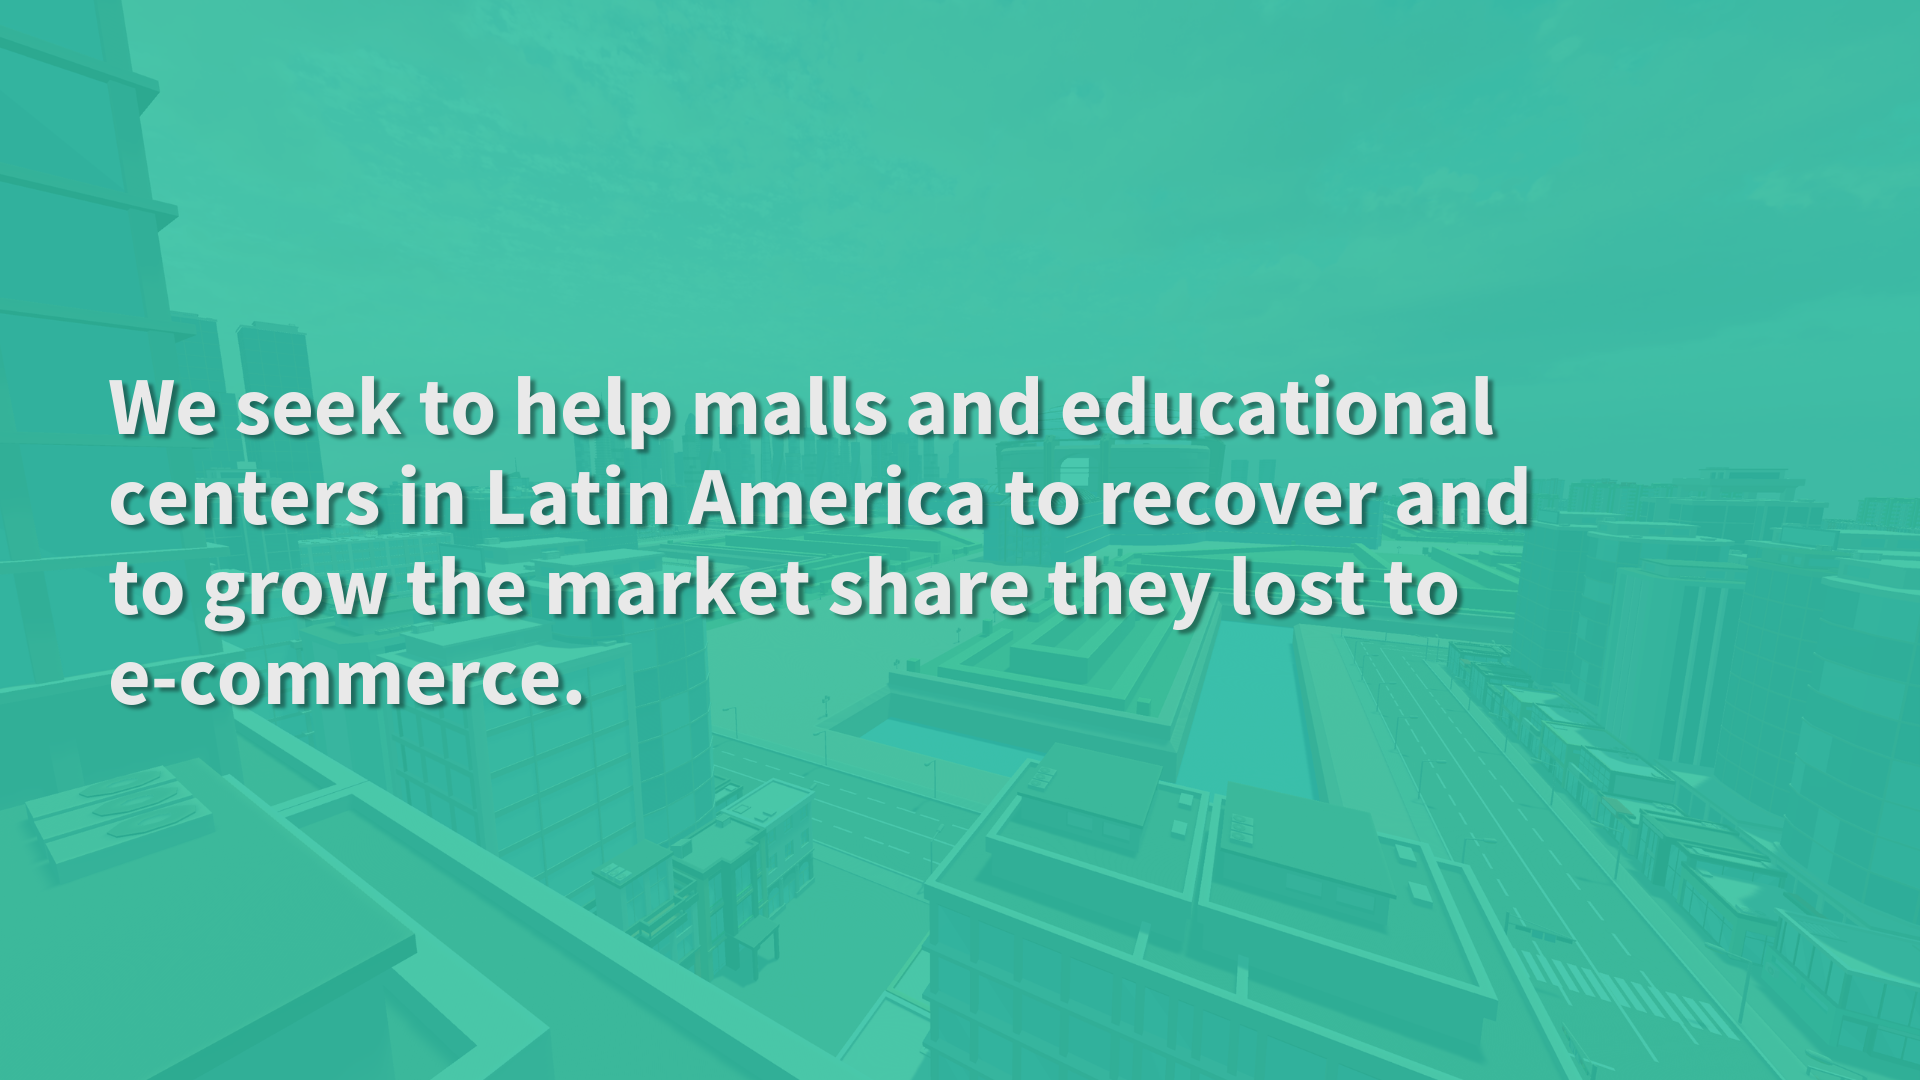 We seek to help malls and educational
centers in Latin America to recover and
to grow the market share they lost to
e-commerce.